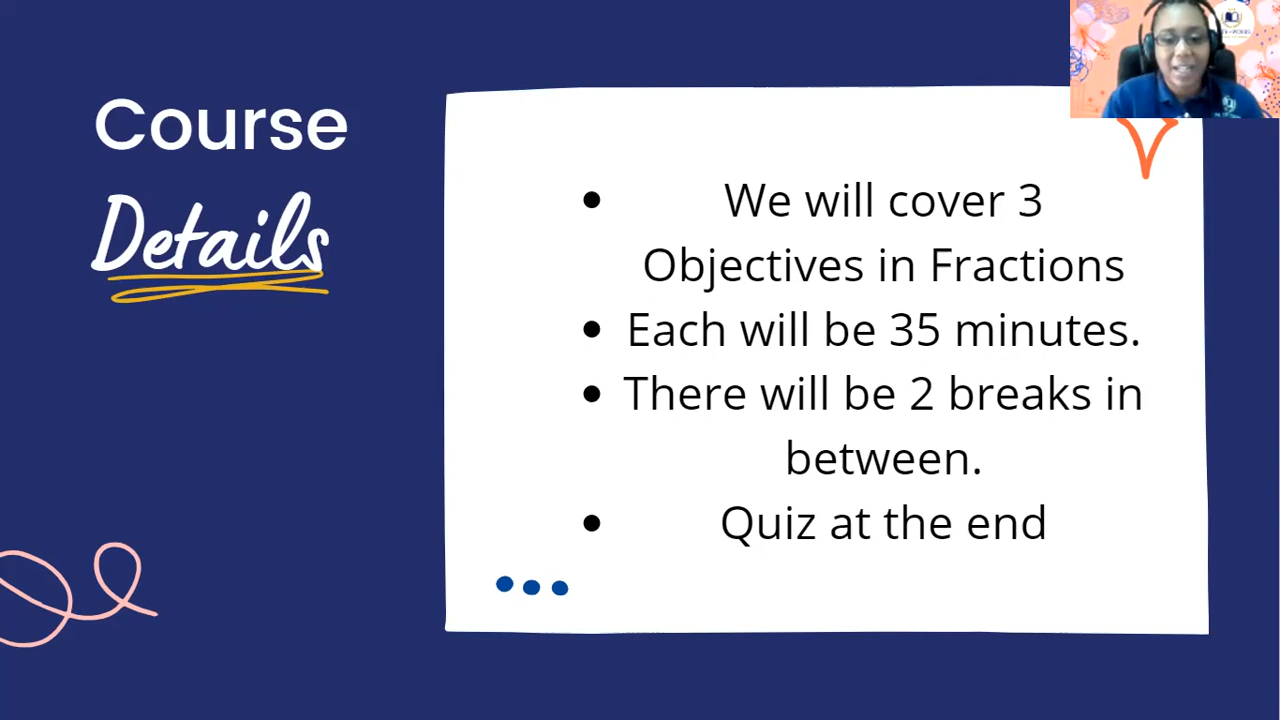 Course
Details
• We will cover 3
Objectives in Fractions
• Each will be 35 minutes.
• There will be 2 breaks in
between.
• Quiz at the end